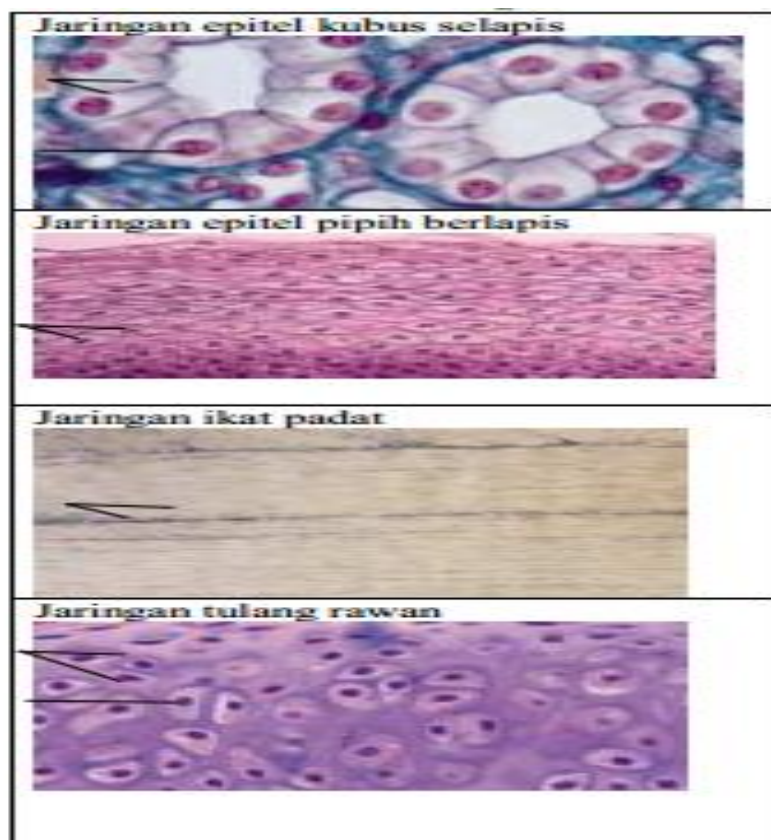 Jaringan epitel kubus selapis
Jaringan epitel pipih berlapis
Jaringan ikat padat
Jaringan tulang rawan